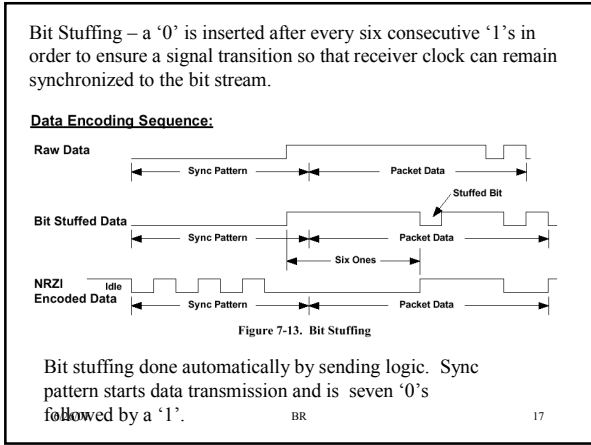 Bit Stuffing – a ‘0’ is inserted after every six consecutive ‘1’s in
order to ensure a signal transition so that receiver clock can remain
synchronized to the bit stream.
Data Encoding Sequence:
Raw Data
Sync Pattern
Packet Data
Stuffed Bit
Bit Stuffed Data
Sync Pattern
Packet Data
Six Ones
NRZI
Encoded Data
Idle
Sync Pattern
Packet Data
Figure 7-13. Bit Stuffing
Bit stuffing done automatically by sending logic. Sync
pattern starts data transmission and is seven ‘0’s
followed by a ‘1’.
BR
17